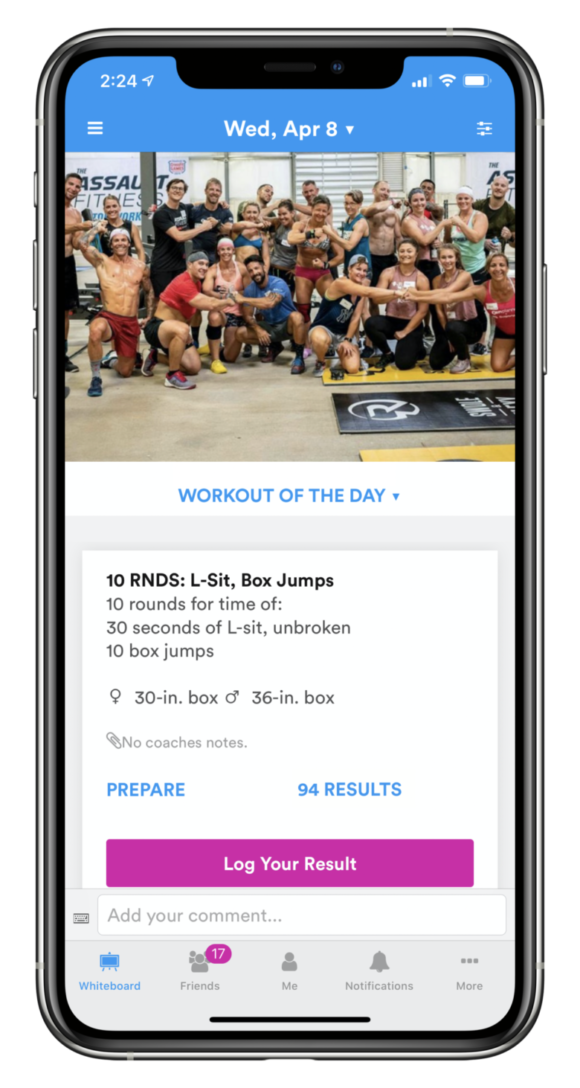 2:24
Wed, Apr 8
THE
ASSAULT
FITNESS
THE
WORKOUT OF THE DAY
10 RNDS: L-Sit, Box Jumps
10 rounds for time of:
30 seconds of L-sit, unbroken
10 box jumps
♀ 30-in. box ♂ 36-in. box
No coaches notes.
PREPARE
94 RESULTS
Log Your Result
Add your comment...
17
Whiteboard
Friends
Me
Notifications
More